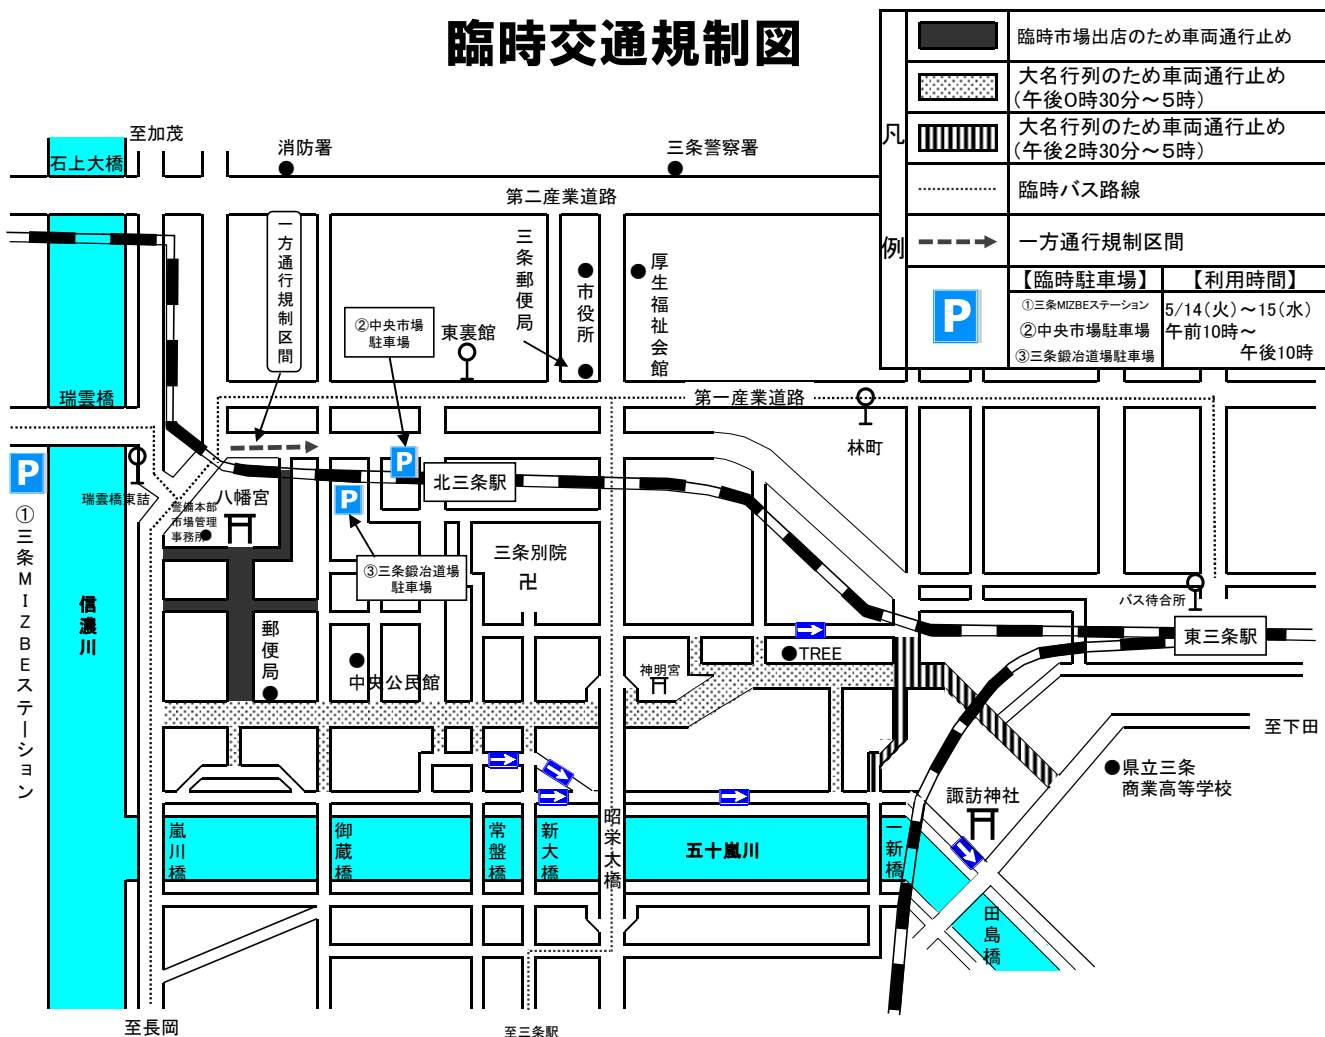 臨時交通規制図
凡例
臨時市場出店のため車両通行止め
大名行列のため車両通行止め
(午後0時30分～5時)
大名行列のため車両通行止め
(午後2時30分～5時)
臨時バス路線
一方通行規制区間
P
【臨時駐車場】
①三条MIZBEステーション
②中央市場駐車場
③三条鍛冶道場駐車場
【利用時間】
5/14(火)～15(水)
午前10時～
午後10時
至加茂
石上大橋
消防署
三条警察署
第二産業道路
一方通行規制区間
三条郵便局
市役所
厚生福祉会館
②中央市場
駐車場
東裏館
瑞雲橋
第一産業道路
林町
P
①三条MIZBEステーション
瑞雲橋東詰
P
北三条駅
P
八幡宮
警備本部
市場管理
事務所
三条別院
卍
③三条鍛冶道場
駐車場
バス待合所
東三条駅
信濃川
郵便局
中央公民館
神明宮
TREE
至下田
県立三条
商業高等学校
諏訪神社
嵐川橋
御蔵橋
常盤橋
新大橋
昭栄大橋
五十嵐川
一新橋
田島橋
至長岡
至三条駅